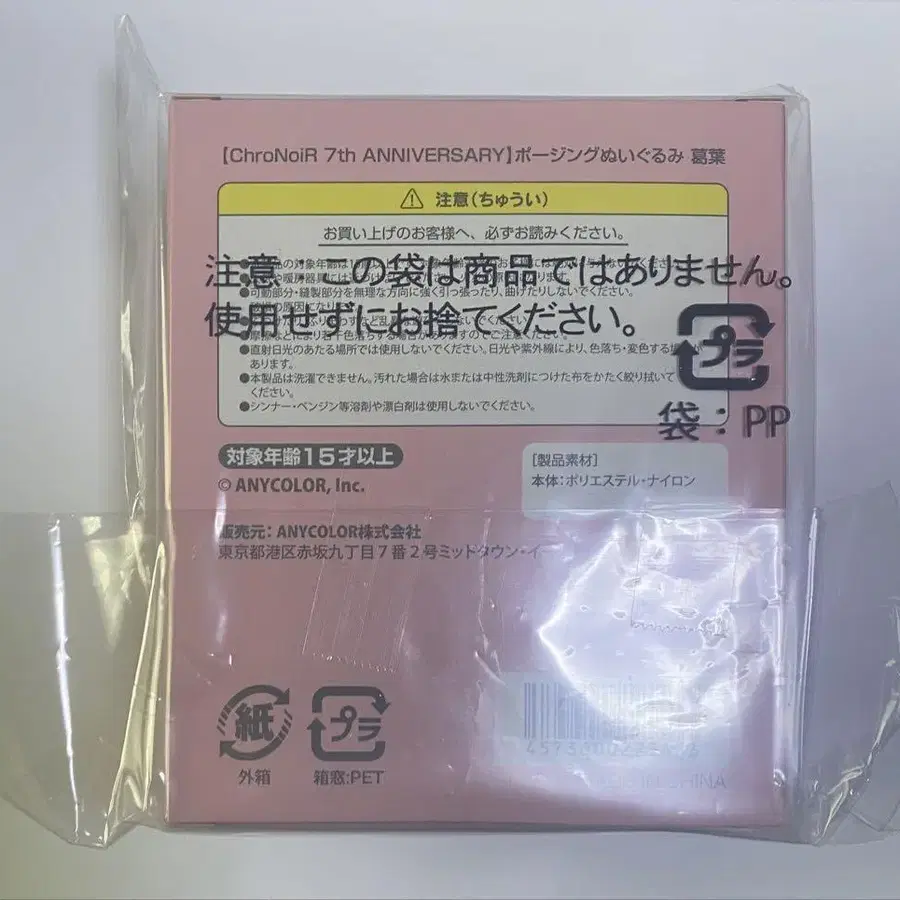 【ChroNoiR 7th ANNIVERSARY】ポージングぬいぐるみ 葛葉
注意(ちゅうい)
お買い上げのお客様へ、必ずお読みください。
注意 この袋は商品ではありません。
使用せずにお捨てください。
●可動部分・縫製部分を無理な方向に強く引っ張ったり、曲げたりしないでください。
●直射日光のあたる場所では使用しないでください。日光や紫外線により、色落ち・変色する
あります。
●本製品は洗濯できません。汚れた場合は水または中性洗剤につけた布をかたく絞り拭いて
ください。
●シンナー・ベンジン等溶剤や漂白剤は使用しないでください。
プラ
袋:PP
対象年齢15才以上
© ANYCOLOR, Inc.
[製品素材]
本体:ポリエステル・ナイロン
販売元: ANYCOLOR株式会社
東京都港区赤坂九丁目7番2号ミッドタウン・イ
紙
外箱
プラ
箱窓:PET
CHINA